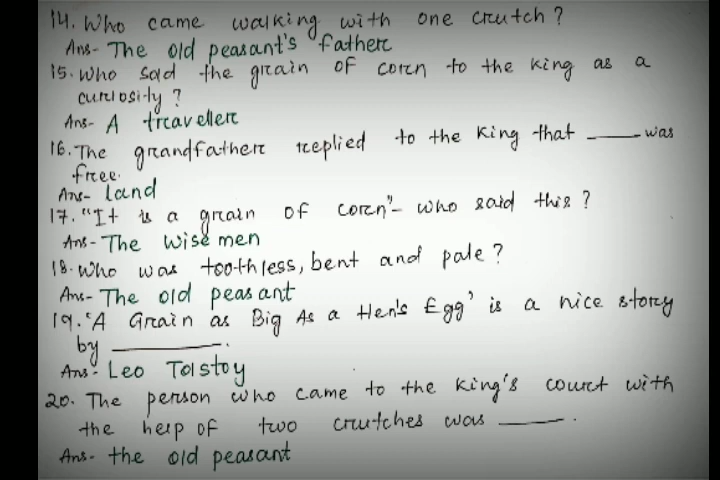 14. Who came walking with one crutch?
Ans- The old peasant's father
15. Who sold the grain of corn to the king as a
curiosity?
Ans- A traveller
16. The grandfather replied to the King that _____ was
free.
Ans- land
17. "It is a grain of corn"- who said this?
Ans- The wise men
18. Who was toothless, bent and pale?
Ans- The old peasant
19. 'A Grain as Big As a Hen's Egg' is a nice story
by __________.
Ans- Leo Tolstoy
20. The person who came to the king's court with
the help of two crutches was ______.
Ans- the old peasant